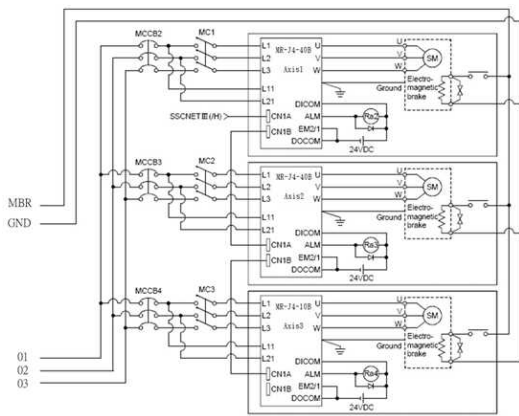 MCCB2 MC1
MR-J4-40B
Axis1
L1 U U
L2 V V SM
L3 W W
L11 Ground Electro-
magnetic
brake
L21
DICOM
SSCNETⅢ(/H) CN1A ALM Ra2
CN1B EM2/1
DOCOM 24VDC
MCCB3 MC2
MR-J4-40B
Axis2
L1 U U
L2 V V SM
L3 W W
MBR
GND
L11 Ground Electro-
magnetic
brake
L21
DICOM
CN1A ALM Ra3
CN1B EM2/1
DOCOM 24VDC
MCCB4 MC3
MR-J4-10B
Axis3
L1 U U
L2 V V SM
L3 W W
L11 Ground Electro-
magnetic
brake
L21
01
02
03
DICOM
CN1A ALM Ra4
CN1B EM2/1
DOCOM 24VDC